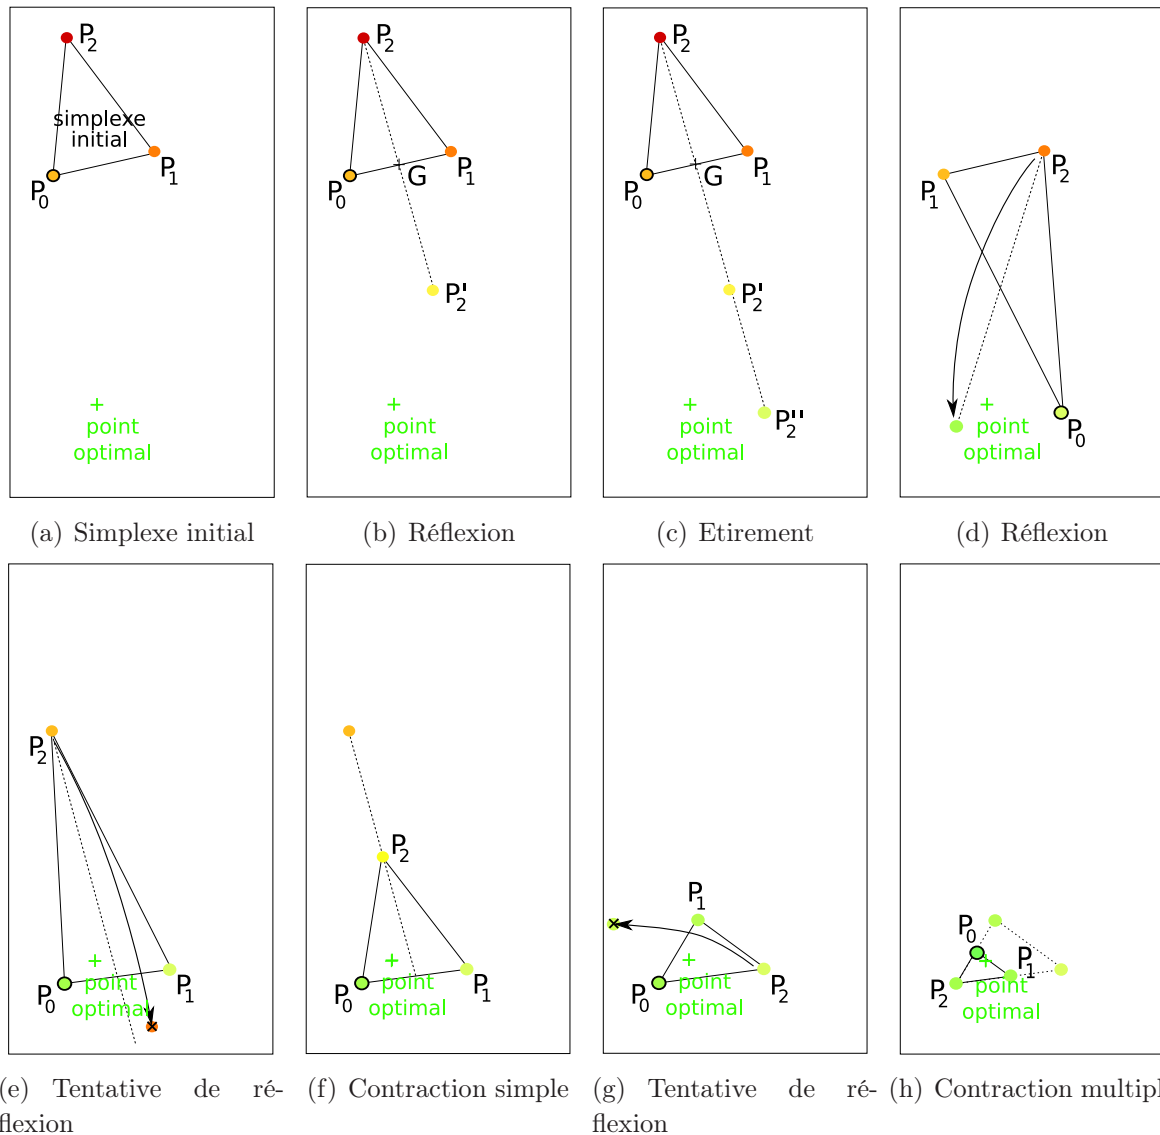 P2
simplexe
initial
P1
P0
point
optimal
(a) Simplexe initial
P2
G
P1
P0
P2'
point
optimal
(b) Réflexion
P2
G
P1
P0
P2'
P2''
point
optimal
(c) Etirement
P2
P1
point
optimal
P0
(d) Réflexion
P2
P0
point
optimal
P1
(e) Tentative de ré-
flexion
P2
P0
point
optimal
P1
(f) Contraction simple
P1
P0
point
optimal
P2
(g) Tentative de ré-
flexion
P0
P1
P2
point
optimal
(h) Contraction multipl